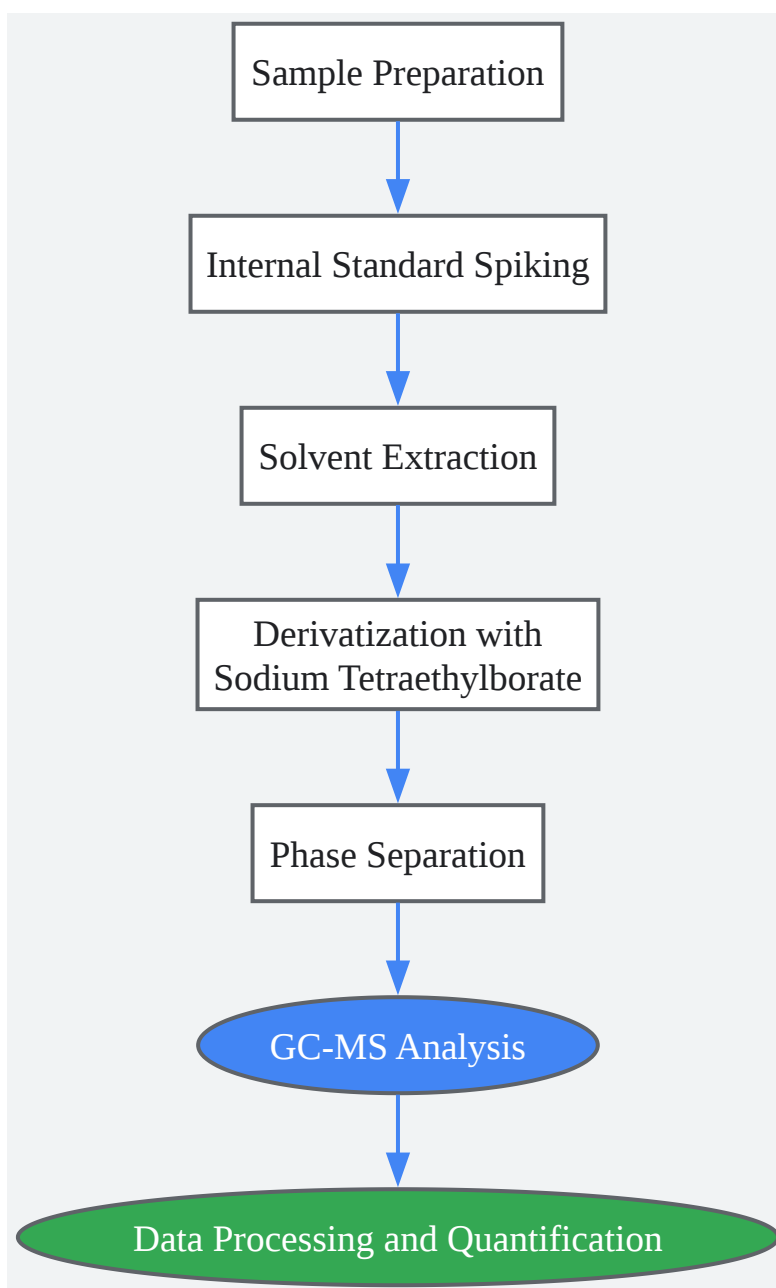 Sample Preparation
Internal Standard Spiking
Solvent Extraction
Derivatization with
Sodium Tetraethylborate
Phase Separation
GC-MS Analysis
Data Processing and Quantification